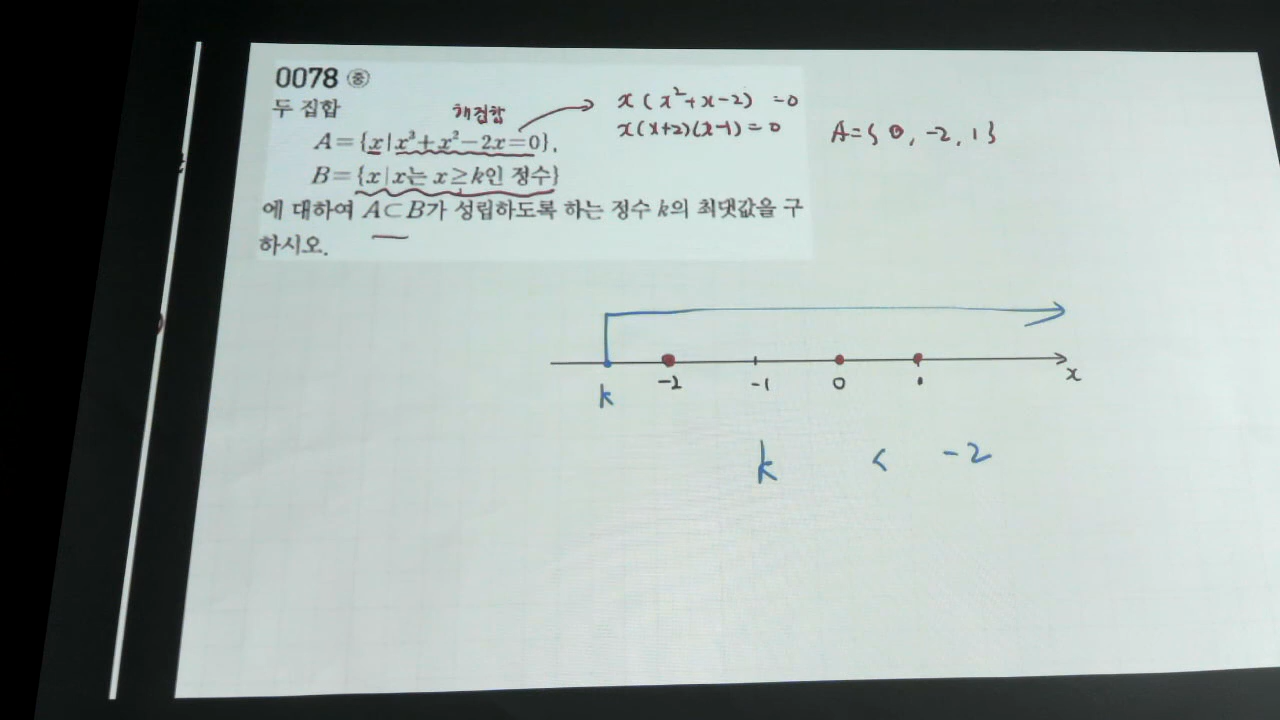 0078 중
두 집합
해집합
A={x|x³+x²-2x=0},
x(x²+x-2)=0
x(x+2)(x-1)=0
A={0, -2, 1}
B={x|x는 x≥k인 정수}
에 대하여 A⊂B가 성립하도록 하는 정수 k의 최댓값을 구
하시오.
k -2 -1 0 1 x
k < -2